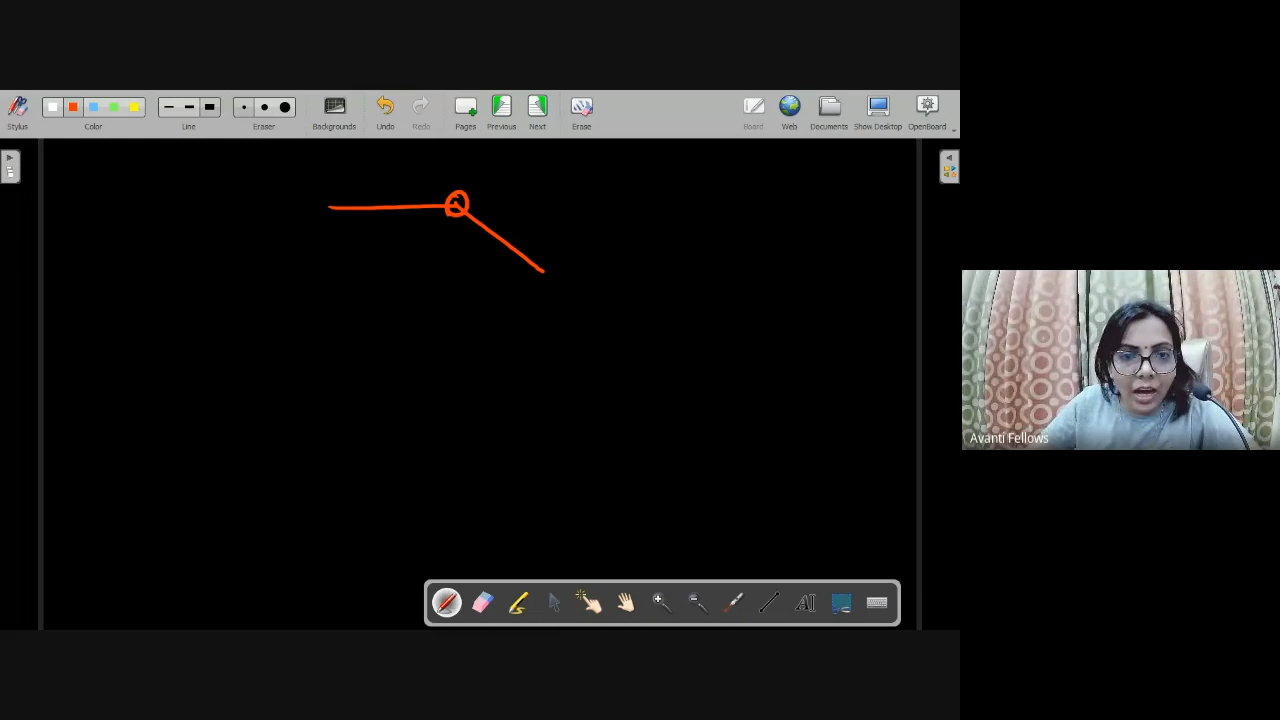 Stylus
Color
Line
Eraser
Backgrounds
Undo
Redo
Pages
Previous
Next
Erase
Board
Web
Documents
Show Desktop
OpenBoard
AI
Avanti Fellows